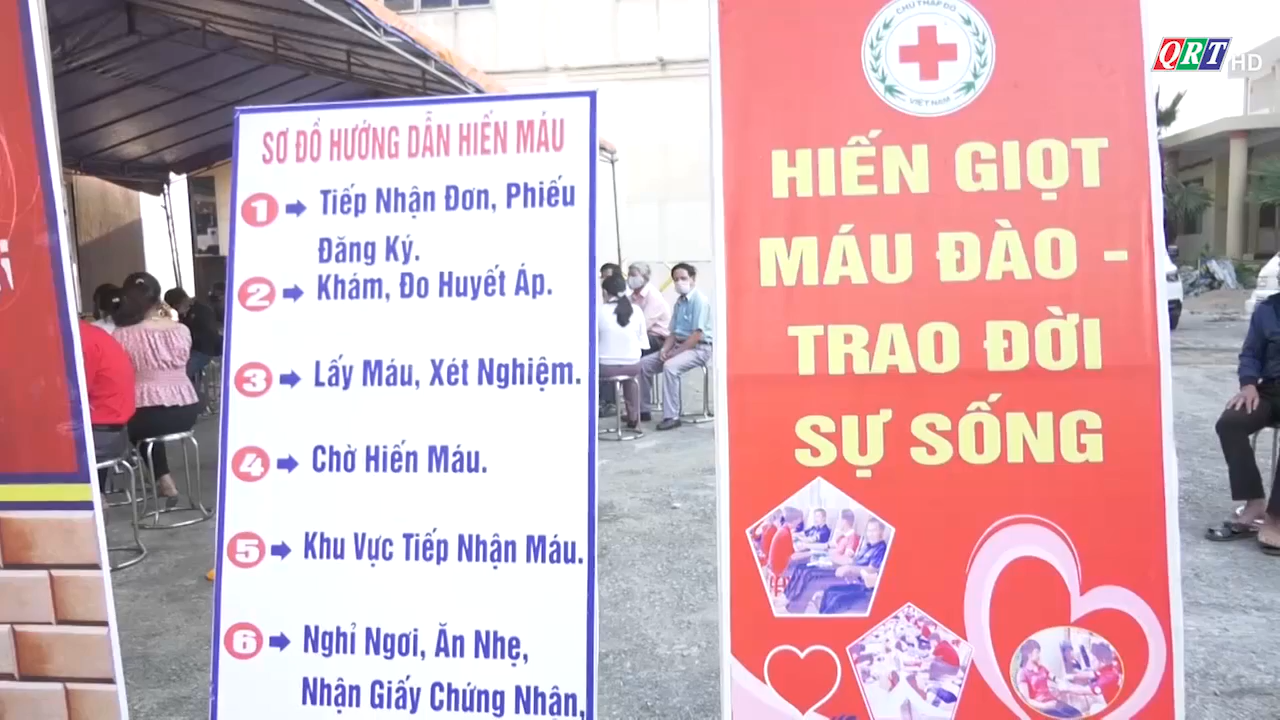 SƠ ĐỒ HƯỚNG DẪN HIẾN MÁU
1 Tiếp Nhận Đơn, Phiếu
Đăng Ký.
2 Khám, Đo Huyết Áp.
3 Lấy Máu, Xét Nghiệm.
4 Chờ Hiến Máu.
5 Khu Vực Tiếp Nhận Máu.
6 Nghỉ Ngơi, Ăn Nhẹ,
Nhận Giấy Chứng Nhận,
CHỮ THẬP ĐỎ
VIỆT NAM
HIẾN GIỌT
MÁU ĐÀO -
TRAO ĐỜI
SỰ SỐNG
QRT HD